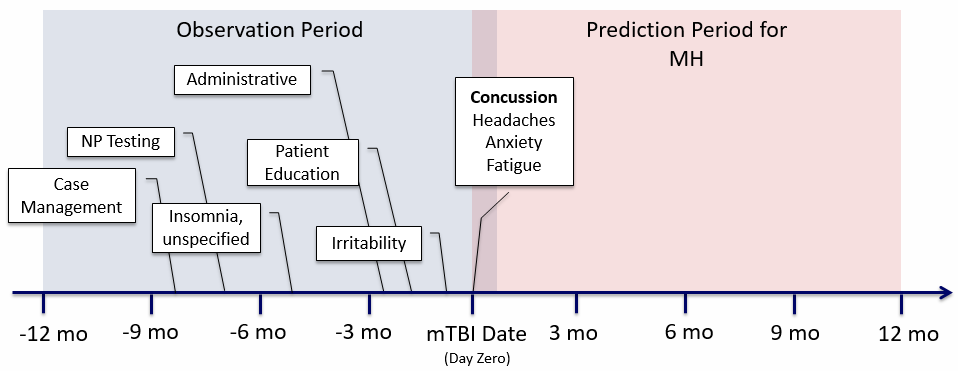 Observation Period
Prediction Period for
MH
Administrative
Concussion
Headaches
Anxiety
Fatigue
NP Testing
Patient
Education
Case
Management
Insomnia,
unspecified
Irritability
-12 mo
-9 mo
-6 mo
-3 mo
mTBI Date
3 mo
6 mo
9 mo
12 mo
(Day Zero)